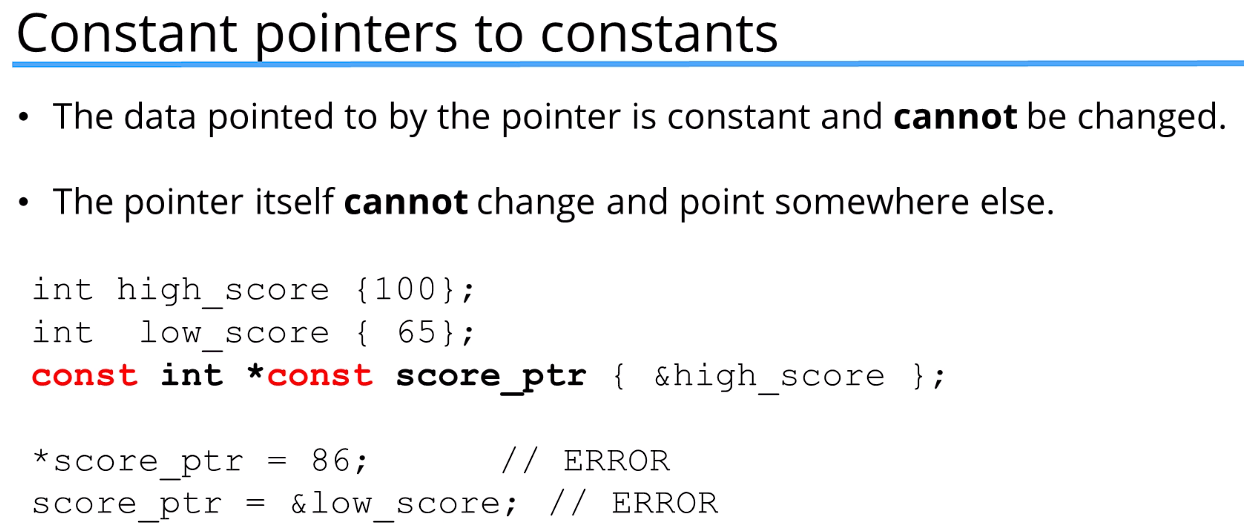 Constant pointers to constants
• The data pointed to by the pointer is constant and cannot be changed.
• The pointer itself cannot change and point somewhere else.
int high_score {100};
int  low_score { 65};
const int *const score_ptr { &high_score };
*score_ptr = 86;     // ERROR
score_ptr = &low_score; // ERROR